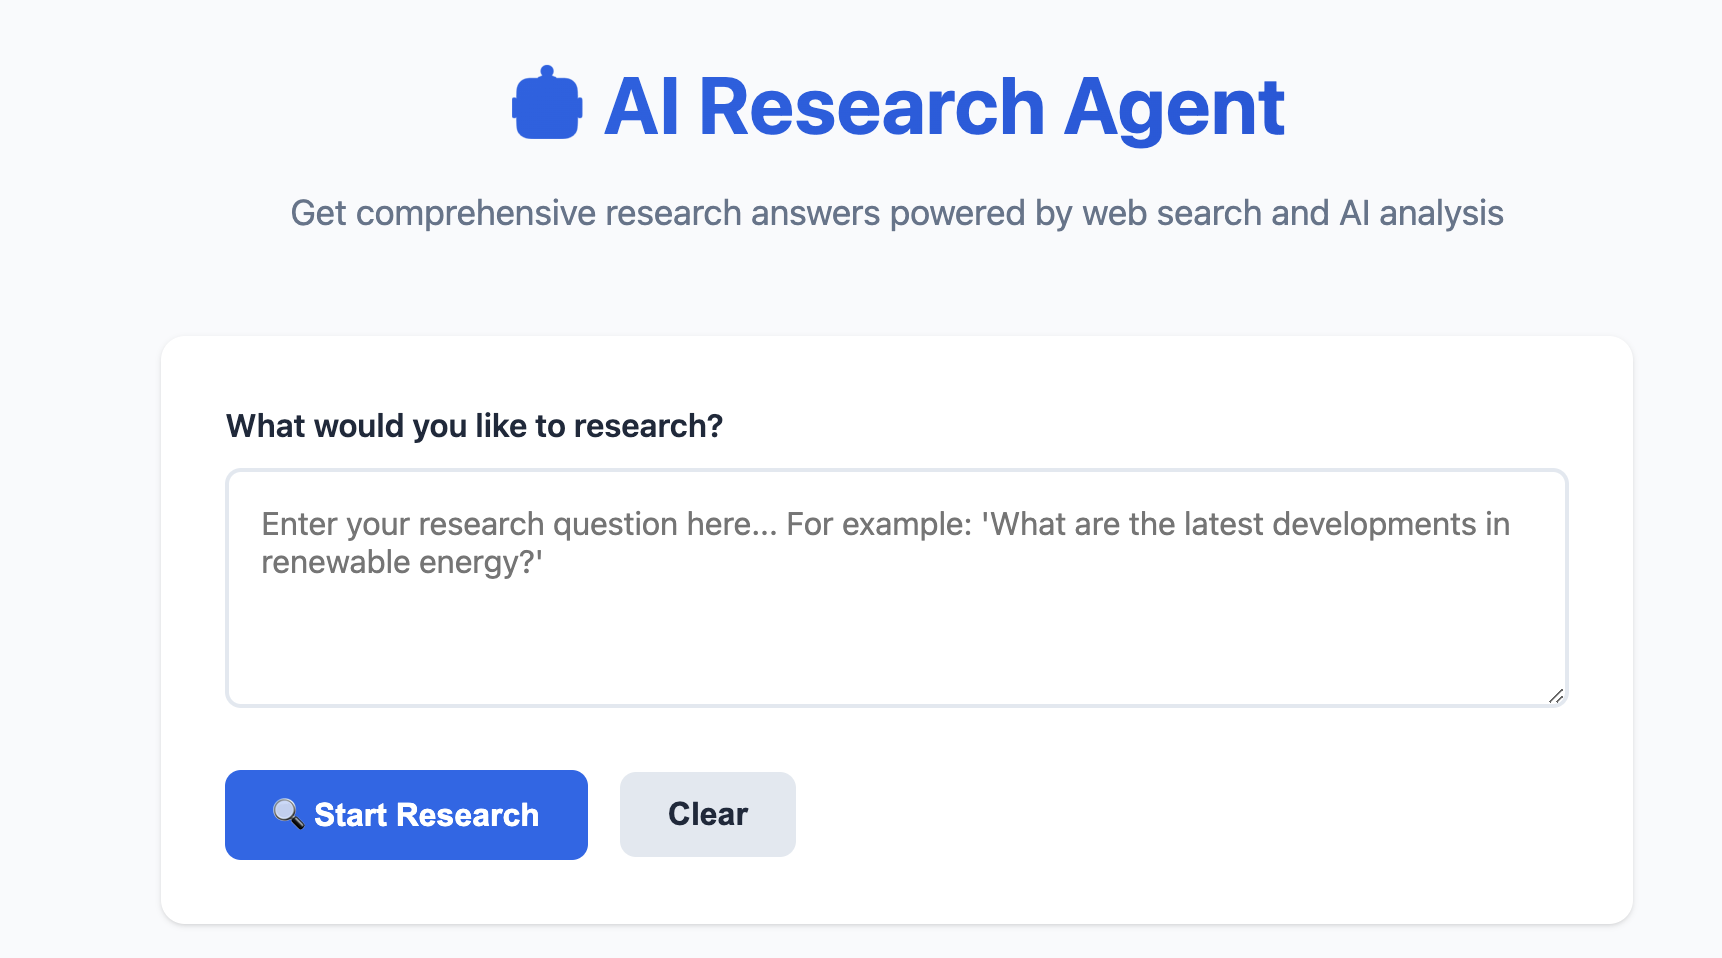 AI Research Agent
Get comprehensive research answers powered by web search and AI analysis
What would you like to research?
Enter your research question here... For example: 'What are the latest developments in
renewable energy?'
Start Research
Clear